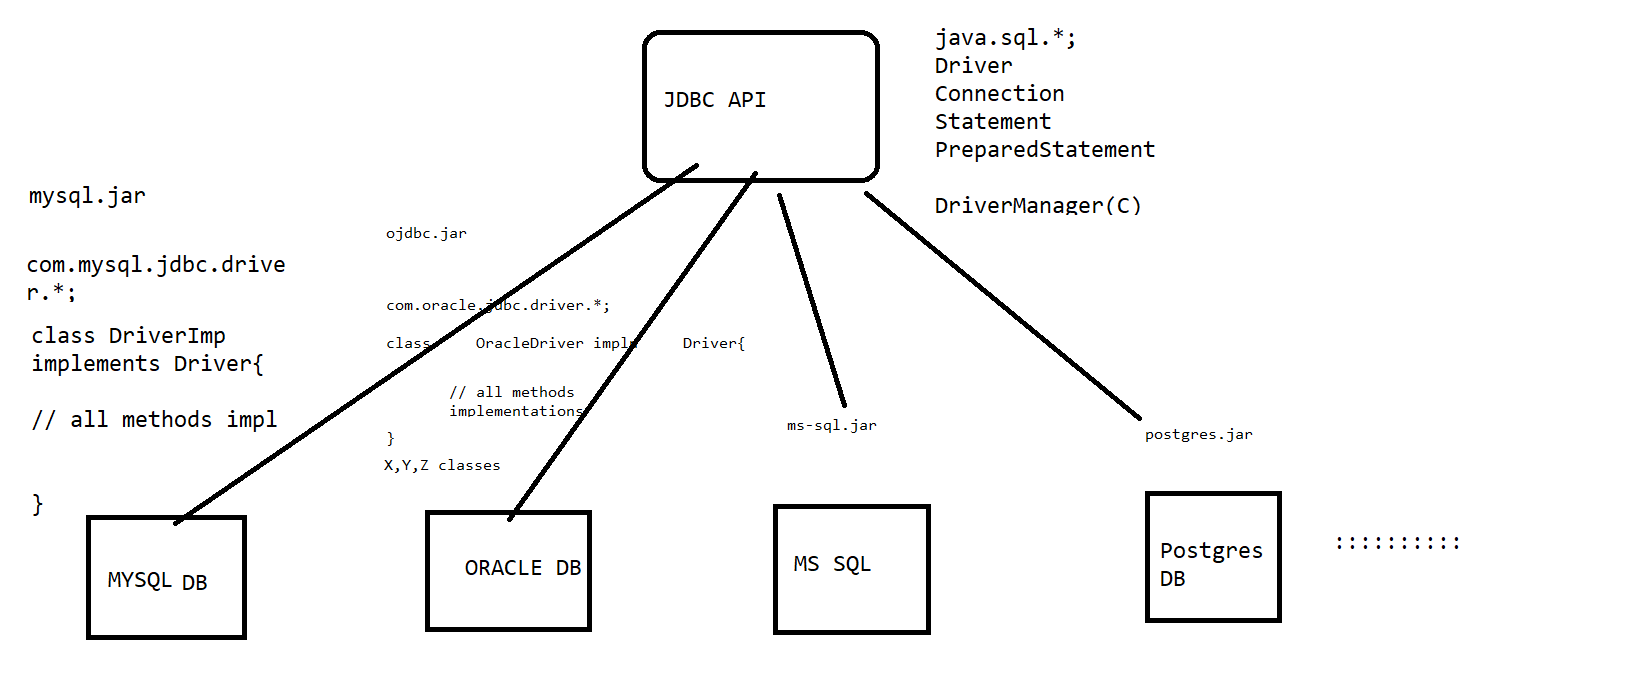 JDBC API
java.sql.*;
Driver
Connection
Statement
PreparedStatement
DriverManager(C)
mysql.jar
com.mysql.jdbc.drive
r.*;
class DriverImp
implements Driver{
// all methods impl
}
MYSQL DB
ojdbc.jar
com.oracle.jdbc.driver.*;
class OracleDriver impln Driver{
// all methods
implementations
}
X,Y,Z classes
ORACLE DB
ms-sql.jar
MS SQL
postgres.jar
Postgres
DB
::::::::::